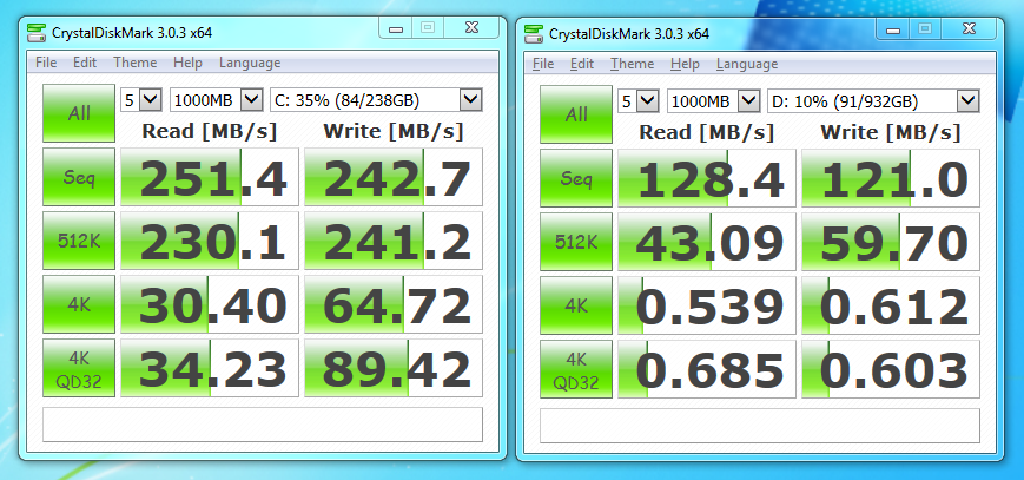 CrystalDiskMark 3.0.3 x64
File Edit Theme Help Language
All 5 1000MB C: 35% (84/238GB)
Read [MB/s] Write [MB/s]
Seq 251.4 242.7
512K 230.1 241.2
4K 30.40 64.72
4K QD32 34.23 89.42
CrystalDiskMark 3.0.3 x64
File Edit Theme Help Language
All 5 1000MB D: 10% (91/932GB)
Read [MB/s] Write [MB/s]
Seq 128.4 121.0
512K 43.09 59.70
4K 0.539 0.612
4K QD32 0.685 0.603